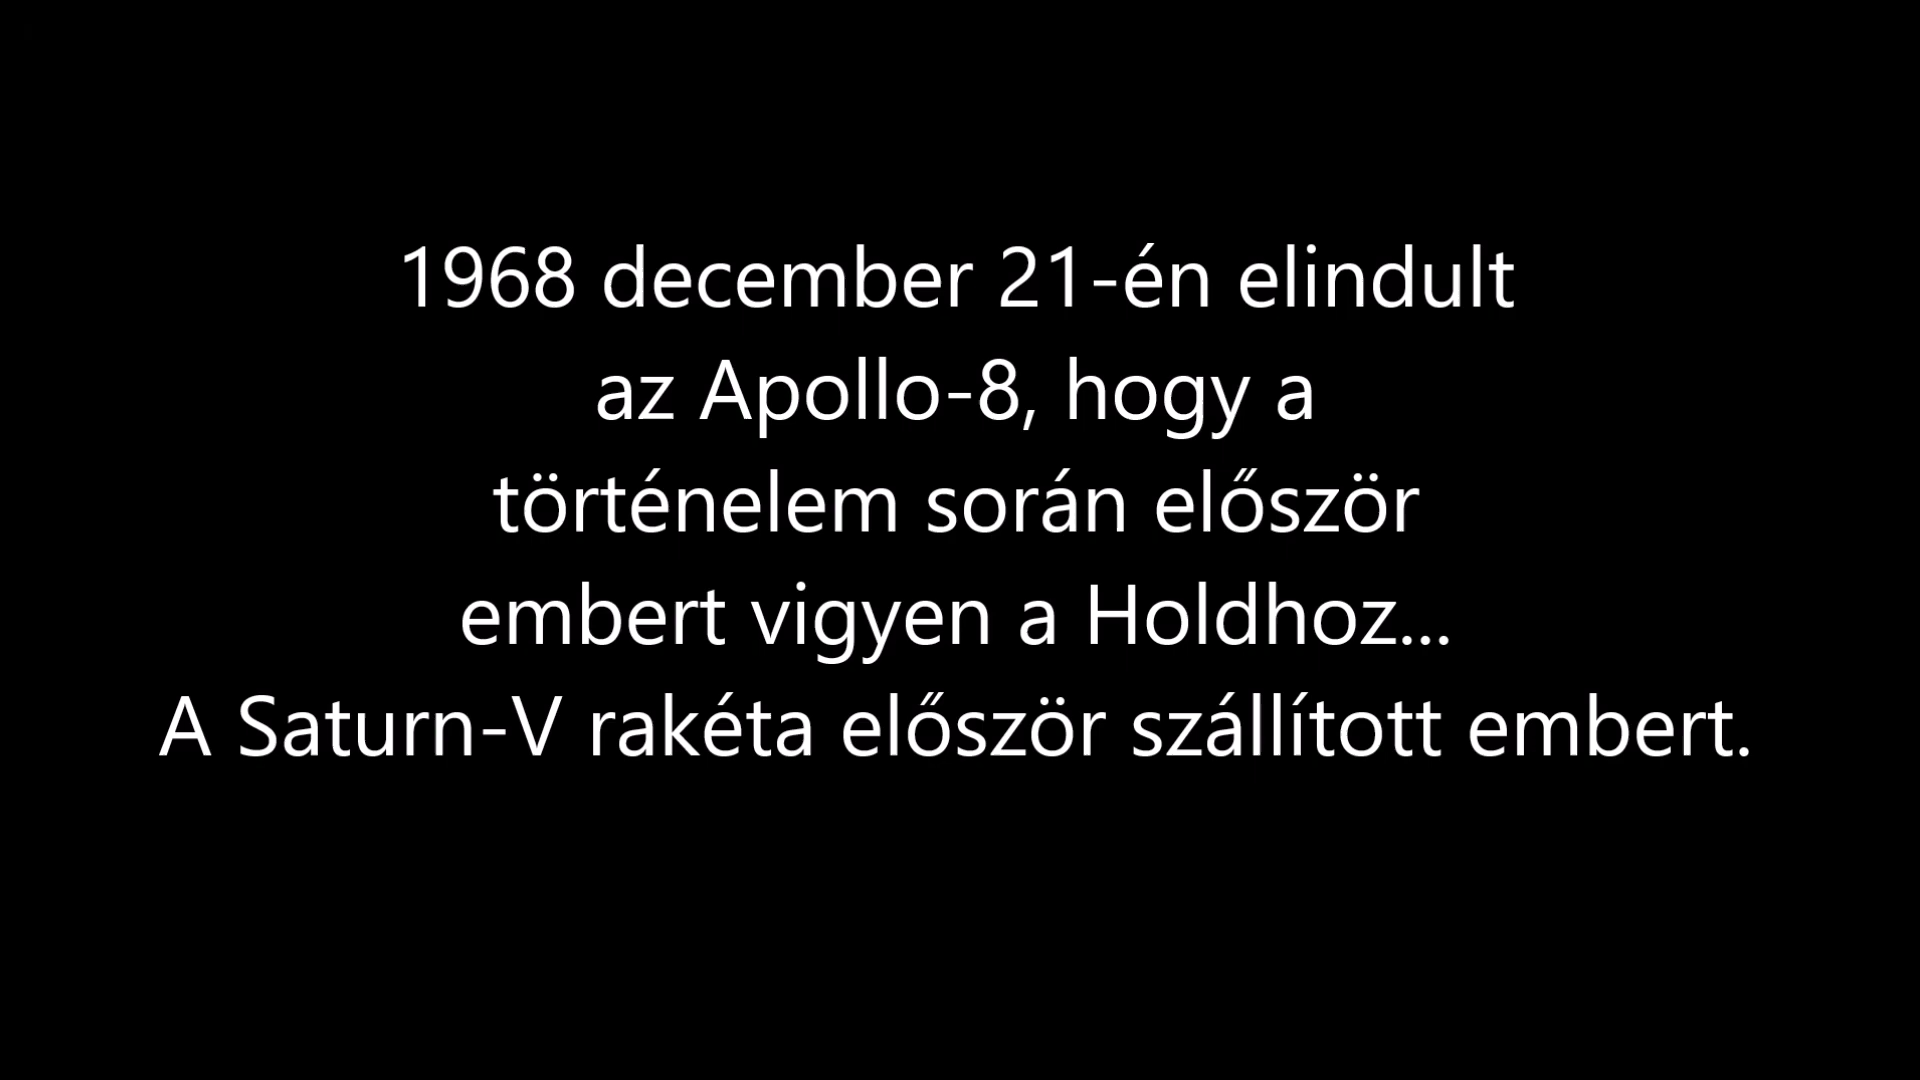 1968 december 21-én elindult
az Apollo-8, hogy a
történelem során először
embert vigyen a Holdhoz...
A Saturn-V rakéta először szállított embert.